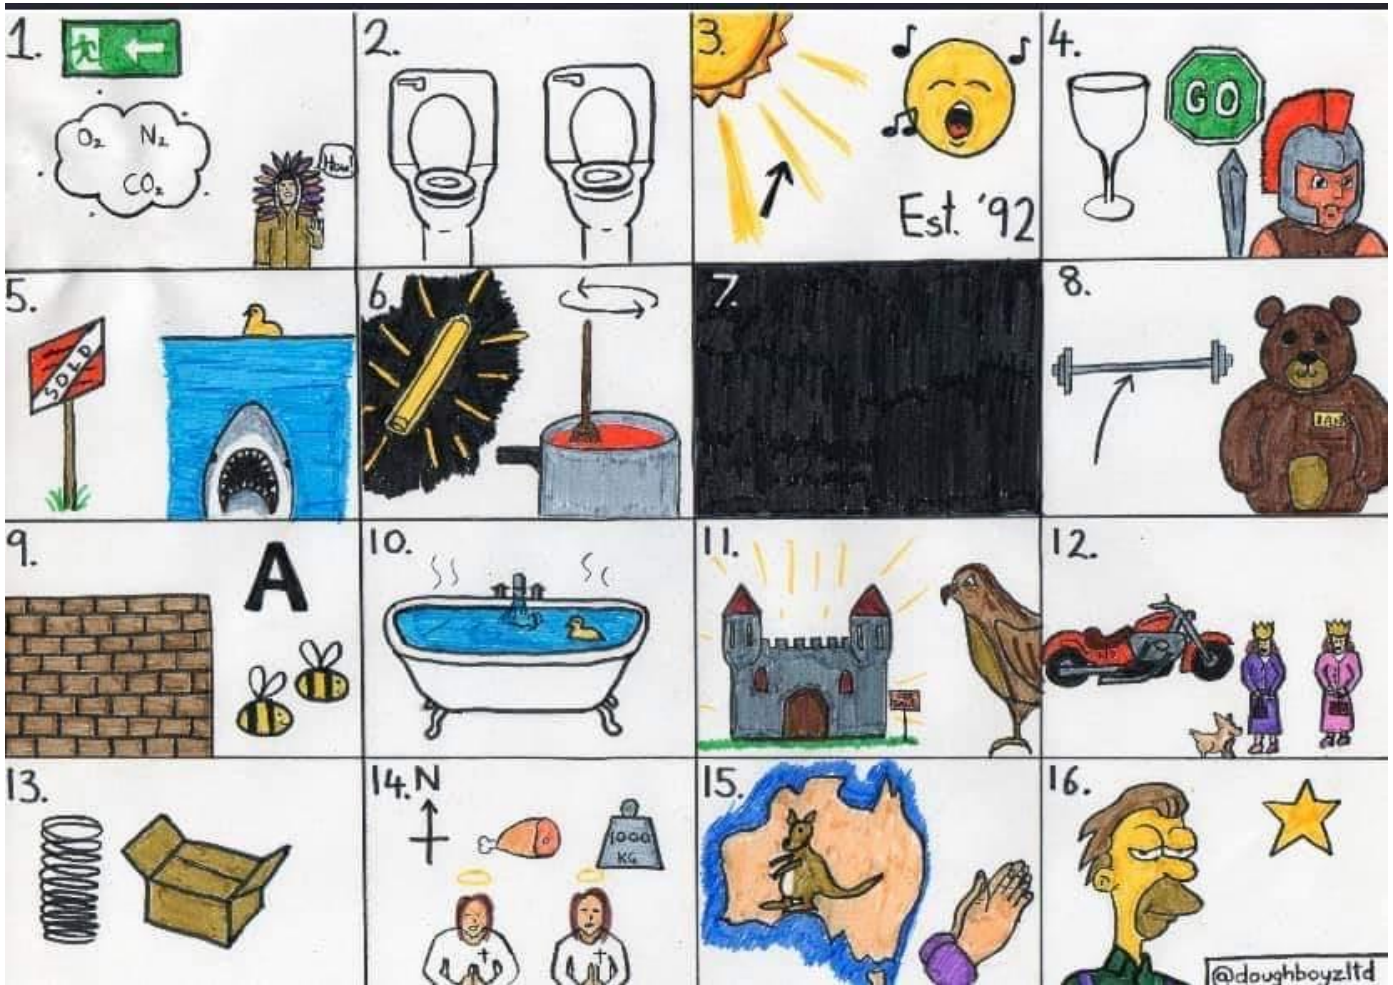 1.
O₂ N₂
CO₂
How!
2.
3.
Est. '92
4.
GO
5.
SOLD
6.
7.
8.
9.
A
10.
11.
12.
13.
14.
N
1000
KG
15.
16.
@doughboyzltd